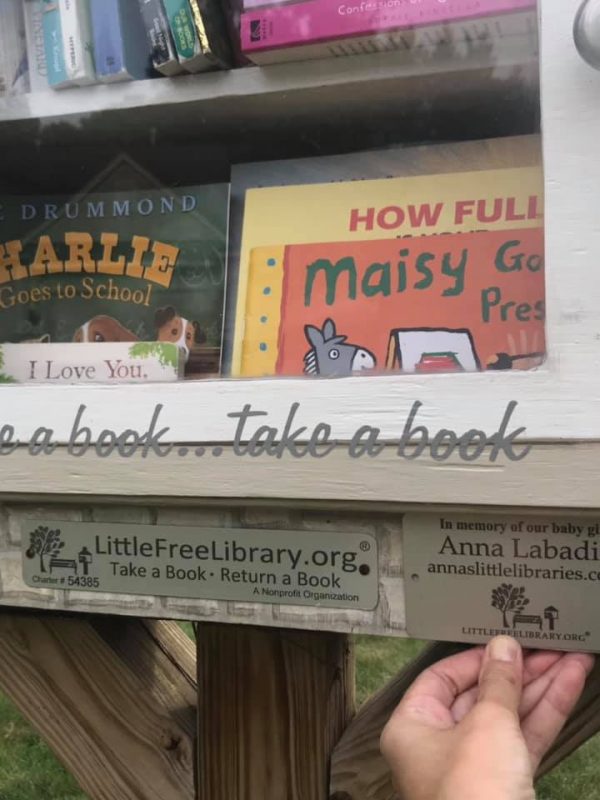 Confessions
E DRUMMOND
HARLIE
Goes to School
I Love You,
HOW FULL
Maisy Go
Pres
e a book...take a book
LittleFreeLibrary.org®
Take a Book • Return a Book
A Nonprofit Organization
Charter # 54385
In memory of our baby gi
Anna Labadi
annaslittlelibraries.co
LITTLEFREELIBRARY.ORG®